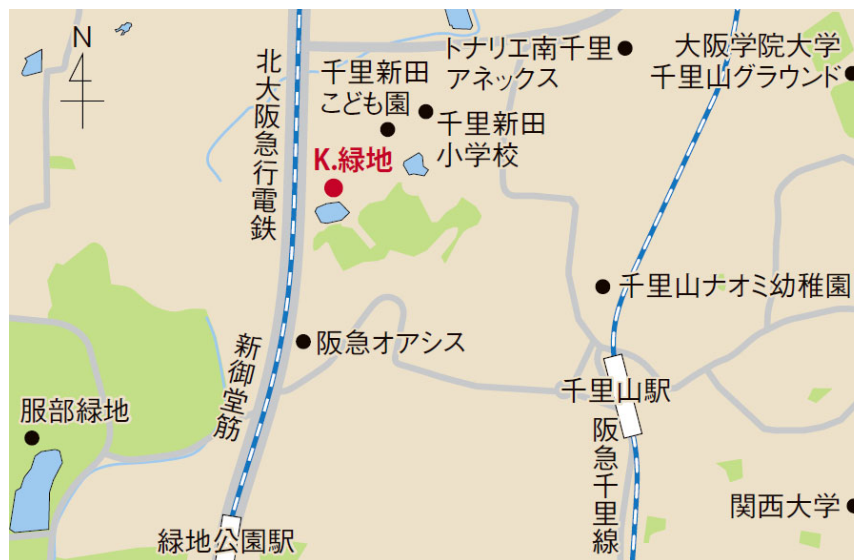 N
北大阪急行電鉄
千里新田
こども園
トナリエ南千里
アネックス
大阪学院大学
千里山グラウンド
千里新田
小学校
K.緑地
千里山ナオミ幼稚園
阪急オアシス
新御堂筋
千里山駅
服部緑地
阪急千里線
関西大学
緑地公園駅